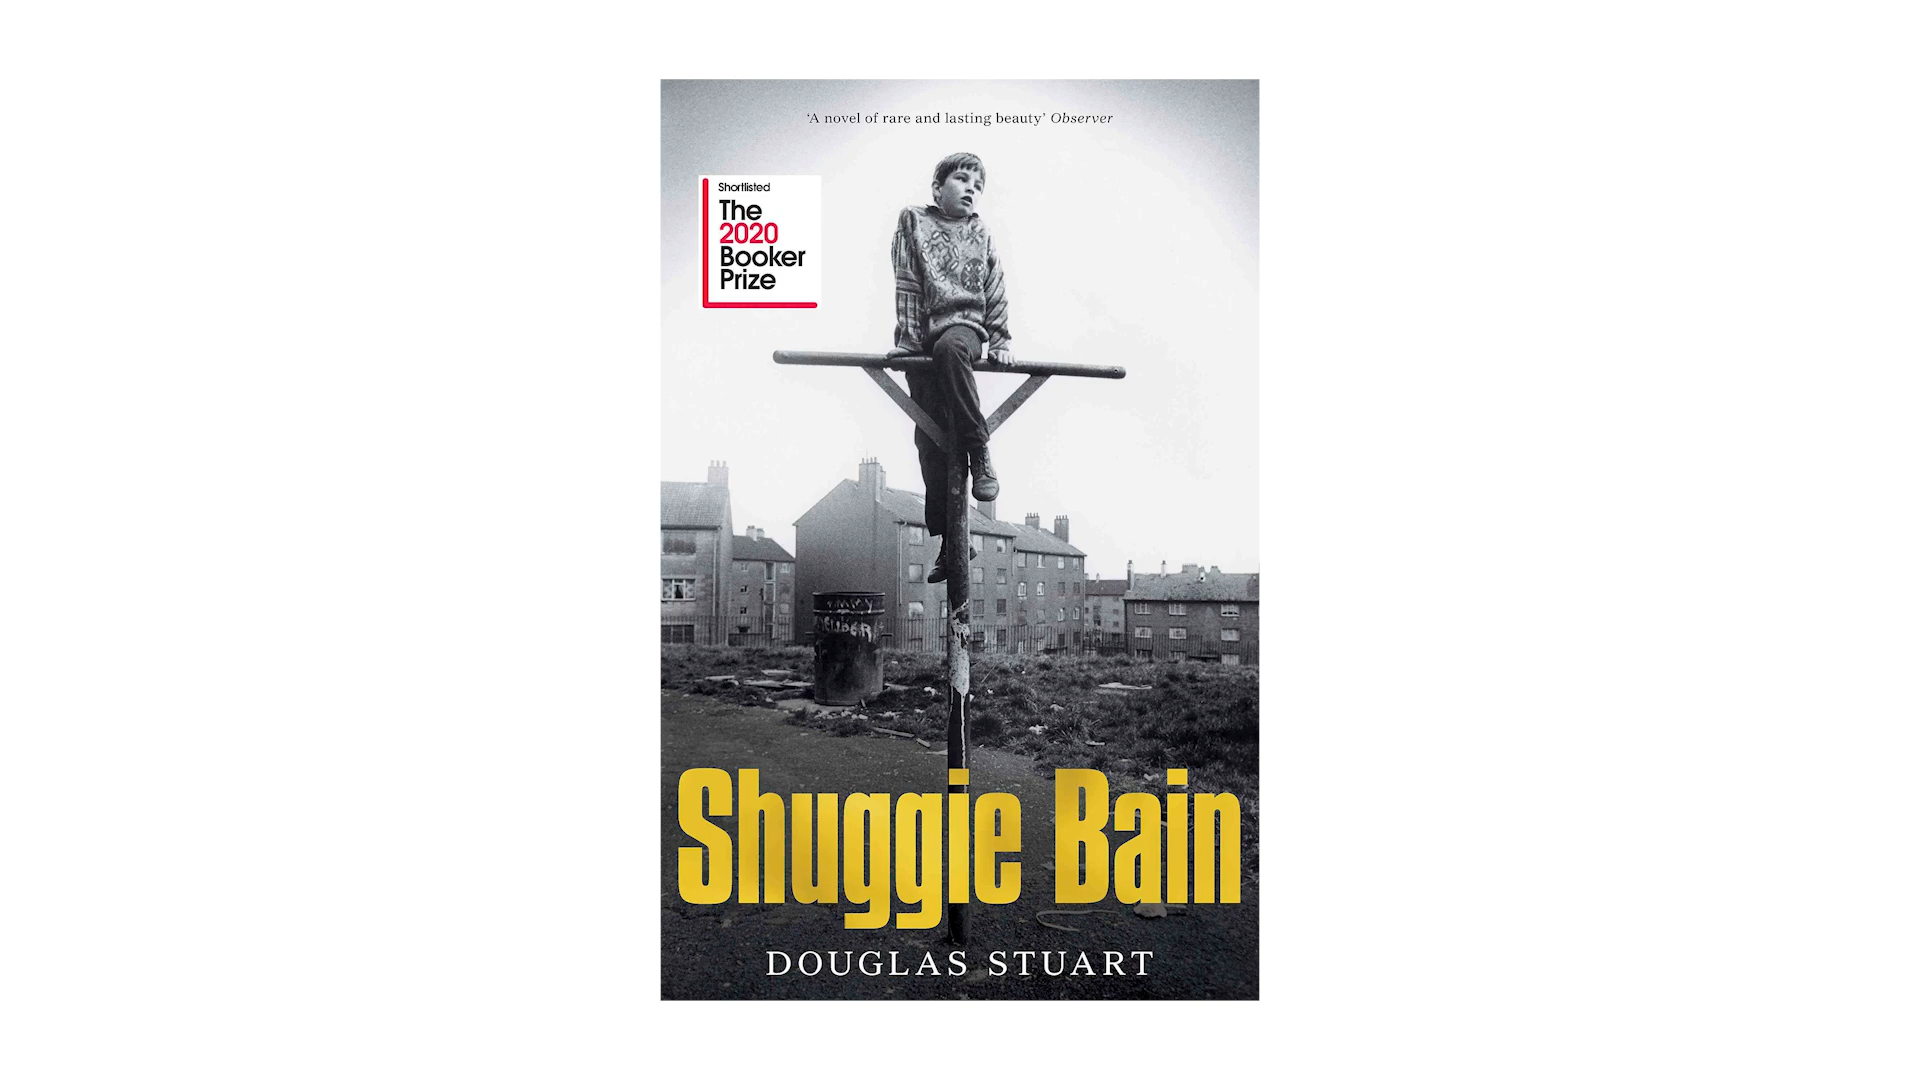 ‘A novel of rare and lasting beauty’ Observer
Shortlisted
The
2020
Booker
Prize
Shuggie Bain
DOUGLAS STUART